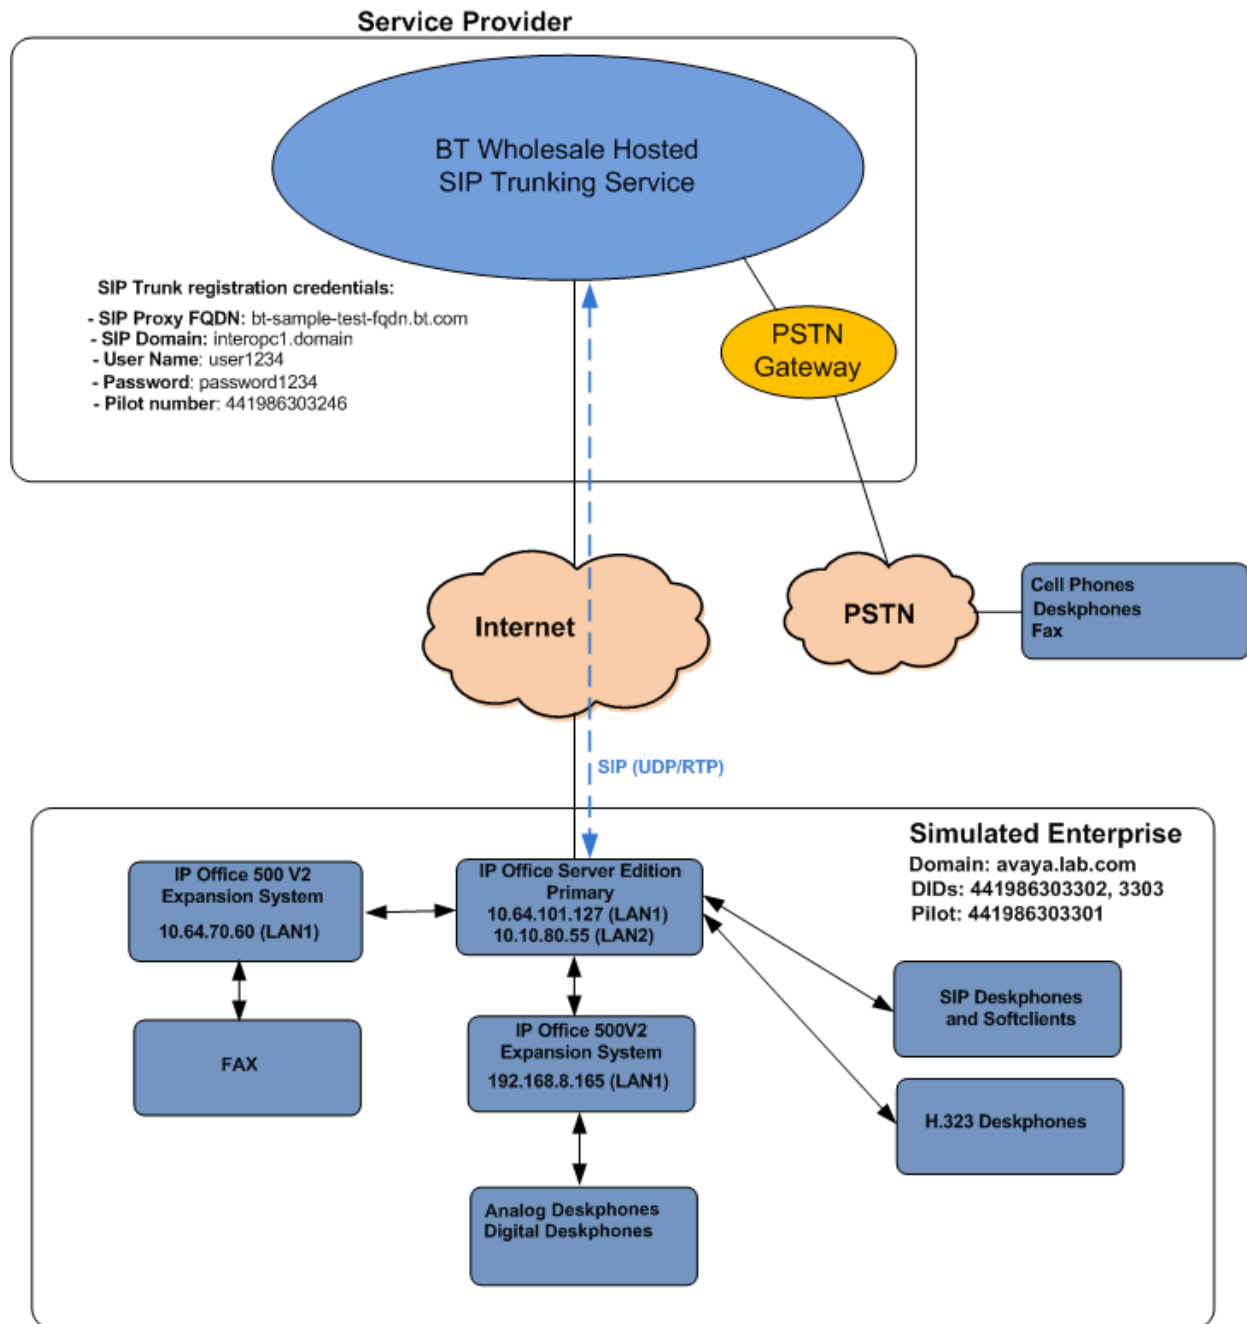 Service Provider
BT Wholesale Hosted
SIP Trunking Service
SIP Trunk registration credentials:
- SIP Proxy FQDN: bt-sample-test-fqdn.bt.com
- SIP Domain: interopc1.domain
- User Name: user1234
- Password: password1234
- Pilot number: 441986303246
PSTN
Gateway
Internet
PSTN
Cell Phones
Deskphones
Fax
SIP (UDP/RTP)
Simulated Enterprise
Domain: avaya.lab.com
DIDs: 441986303302, 3303
Pilot: 441986303301
IP Office 500 V2
Expansion System
10.64.70.60 (LAN1)
IP Office Server Edition
Primary
10.64.101.127 (LAN1)
10.10.80.55 (LAN2)
SIP Deskphones
and Softclients
FAX
IP Office 500V2
Expansion System
192.168.8.165 (LAN1)
H.323 Deskphones
Analog Deskphones
Digital Deskphones